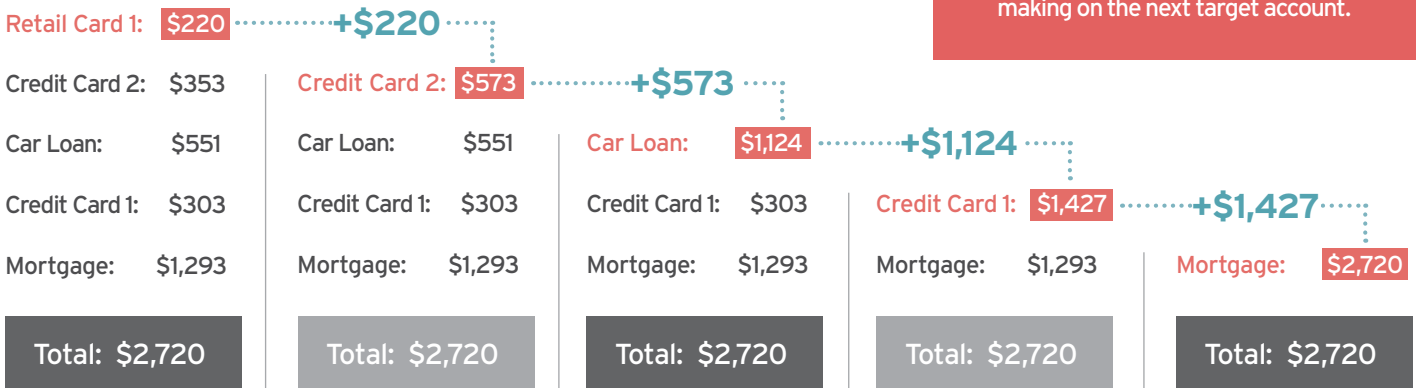 making on the next target account.
Retail Card 1: $220 +$220
Credit Card 2: $353 Credit Card 2: $573 +$573
Car Loan: $551 Car Loan: $551 Car Loan: $1,124 +$1,124
Credit Card 1: $303 Credit Card 1: $303 Credit Card 1: $303 Credit Card 1: $1,427 +$1,427
Mortgage: $1,293 Mortgage: $1,293 Mortgage: $1,293 Mortgage: $1,293 Mortgage: $2,720
Total: $2,720 Total: $2,720 Total: $2,720 Total: $2,720 Total: $2,720